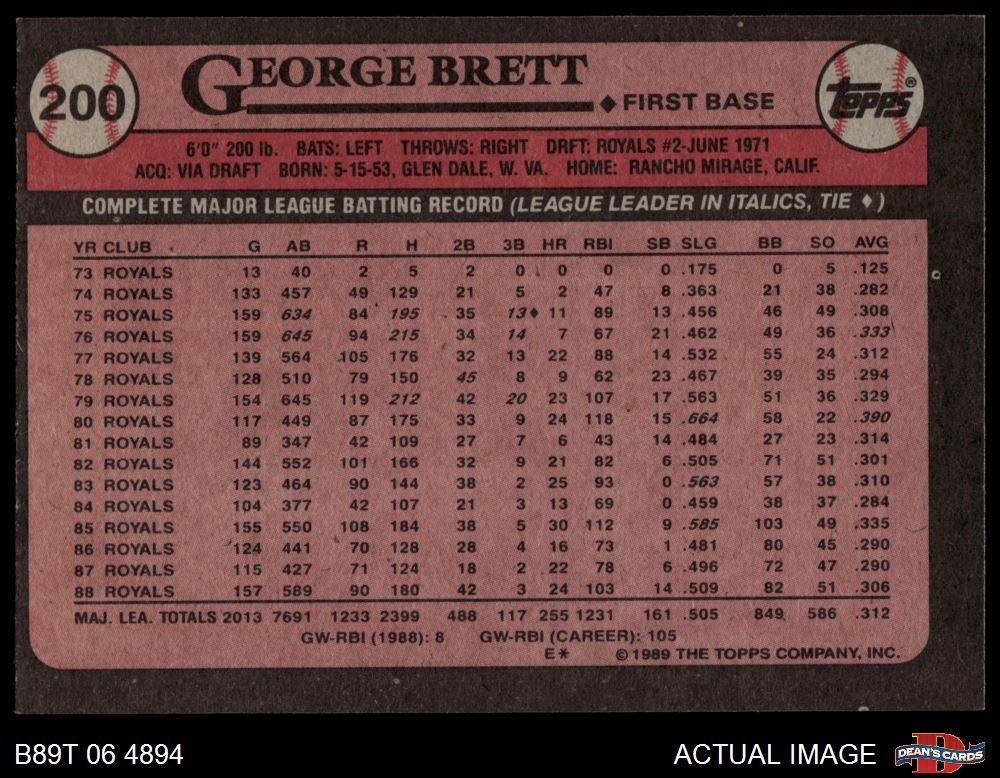 200
GEORGE BRETT
♦ FIRST BASE
TOPPS®
6'0" 200 lb. BATS: LEFT THROWS: RIGHT DRFT: ROYALS #2-JUNE 1971
ACQ: VIA DRAFT BORN: 5-15-53, GLEN DALE, W. VA. HOME: RANCHO MIRAGE, CALIF.
COMPLETE MAJOR LEAGUE BATTING RECORD (LEAGUE LEADER IN ITALICS, TIE ♦)
YR CLUB G AB R H 2B 3B HR RBI SB SLG BB SO AVG
73 ROYALS 13 40 2 5 2 0 0 0 0 .175 0 5 .125
74 ROYALS 133 457 49 129 21 5 2 47 8 .363 21 38 .282
75 ROYALS 159 634 84 195 35 13♦ 11 89 13 .456 46 49 .308
76 ROYALS 159 645 94 215 34 14 7 67 21 .462 49 36 .333
77 ROYALS 139 564 105 176 32 13 22 88 14 .532 55 24 .312
78 ROYALS 128 510 79 150 45 8 9 62 23 .467 39 35 .294
79 ROYALS 154 645 119 212 42 20 23 107 17 .563 51 36 .329
80 ROYALS 117 449 87 175 33 9 24 118 15 .664 58 22 .390
81 ROYALS 89 347 42 109 27 7 6 43 14 .484 27 23 .314
82 ROYALS 144 552 101 166 32 9 21 82 6 .505 71 51 .301
83 ROYALS 123 464 90 144 38 2 25 93 0 .563 57 38 .310
84 ROYALS 104 377 42 107 21 3 13 69 0 .459 38 37 .284
85 ROYALS 155 550 108 184 38 5 30 112 9 .585 103 49 .335
86 ROYALS 124 441 70 128 28 4 16 73 1 .481 80 45 .290
87 ROYALS 115 427 71 124 18 2 22 78 6 .496 72 47 .290
88 ROYALS 157 589 90 180 42 3 24 103 14 .509 82 51 .306
MAJ. LEA. TOTALS 2013 7691 1233 2399 488 117 255 1231 161 .505 849 586 .312
GW-RBI (1988): 8 GW-RBI (CAREER): 105
E* © 1989 THE TOPPS COMPANY, INC.
B89T 06 4894
ACTUAL IMAGE
D
DEAN'S CARDS